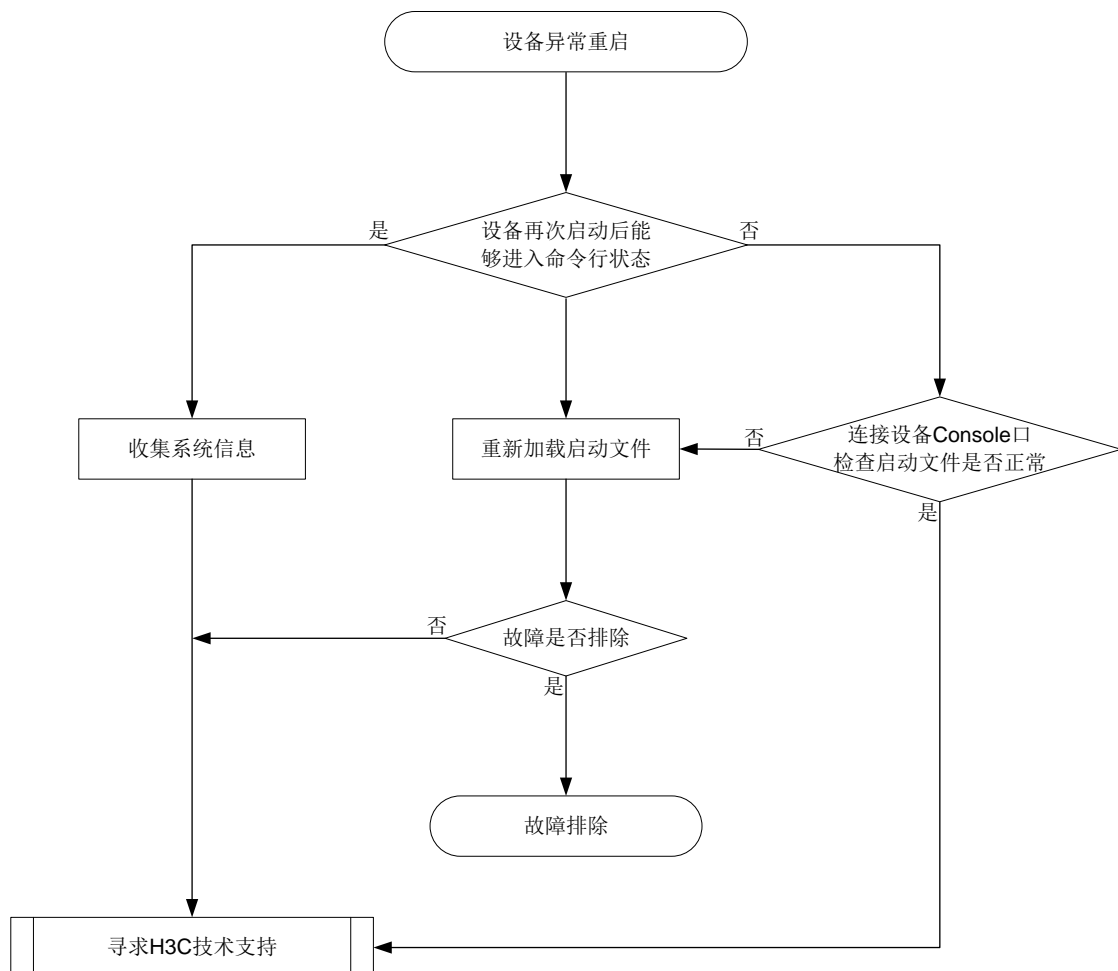 设备异常重启
设备再次启动后能
够进入命令行状态
是
否
收集系统信息
重新加载启动文件
否
连接设备Console口
检查启动文件是否正常
是
否
故障是否排除
是
故障排除
寻求H3C技术支持